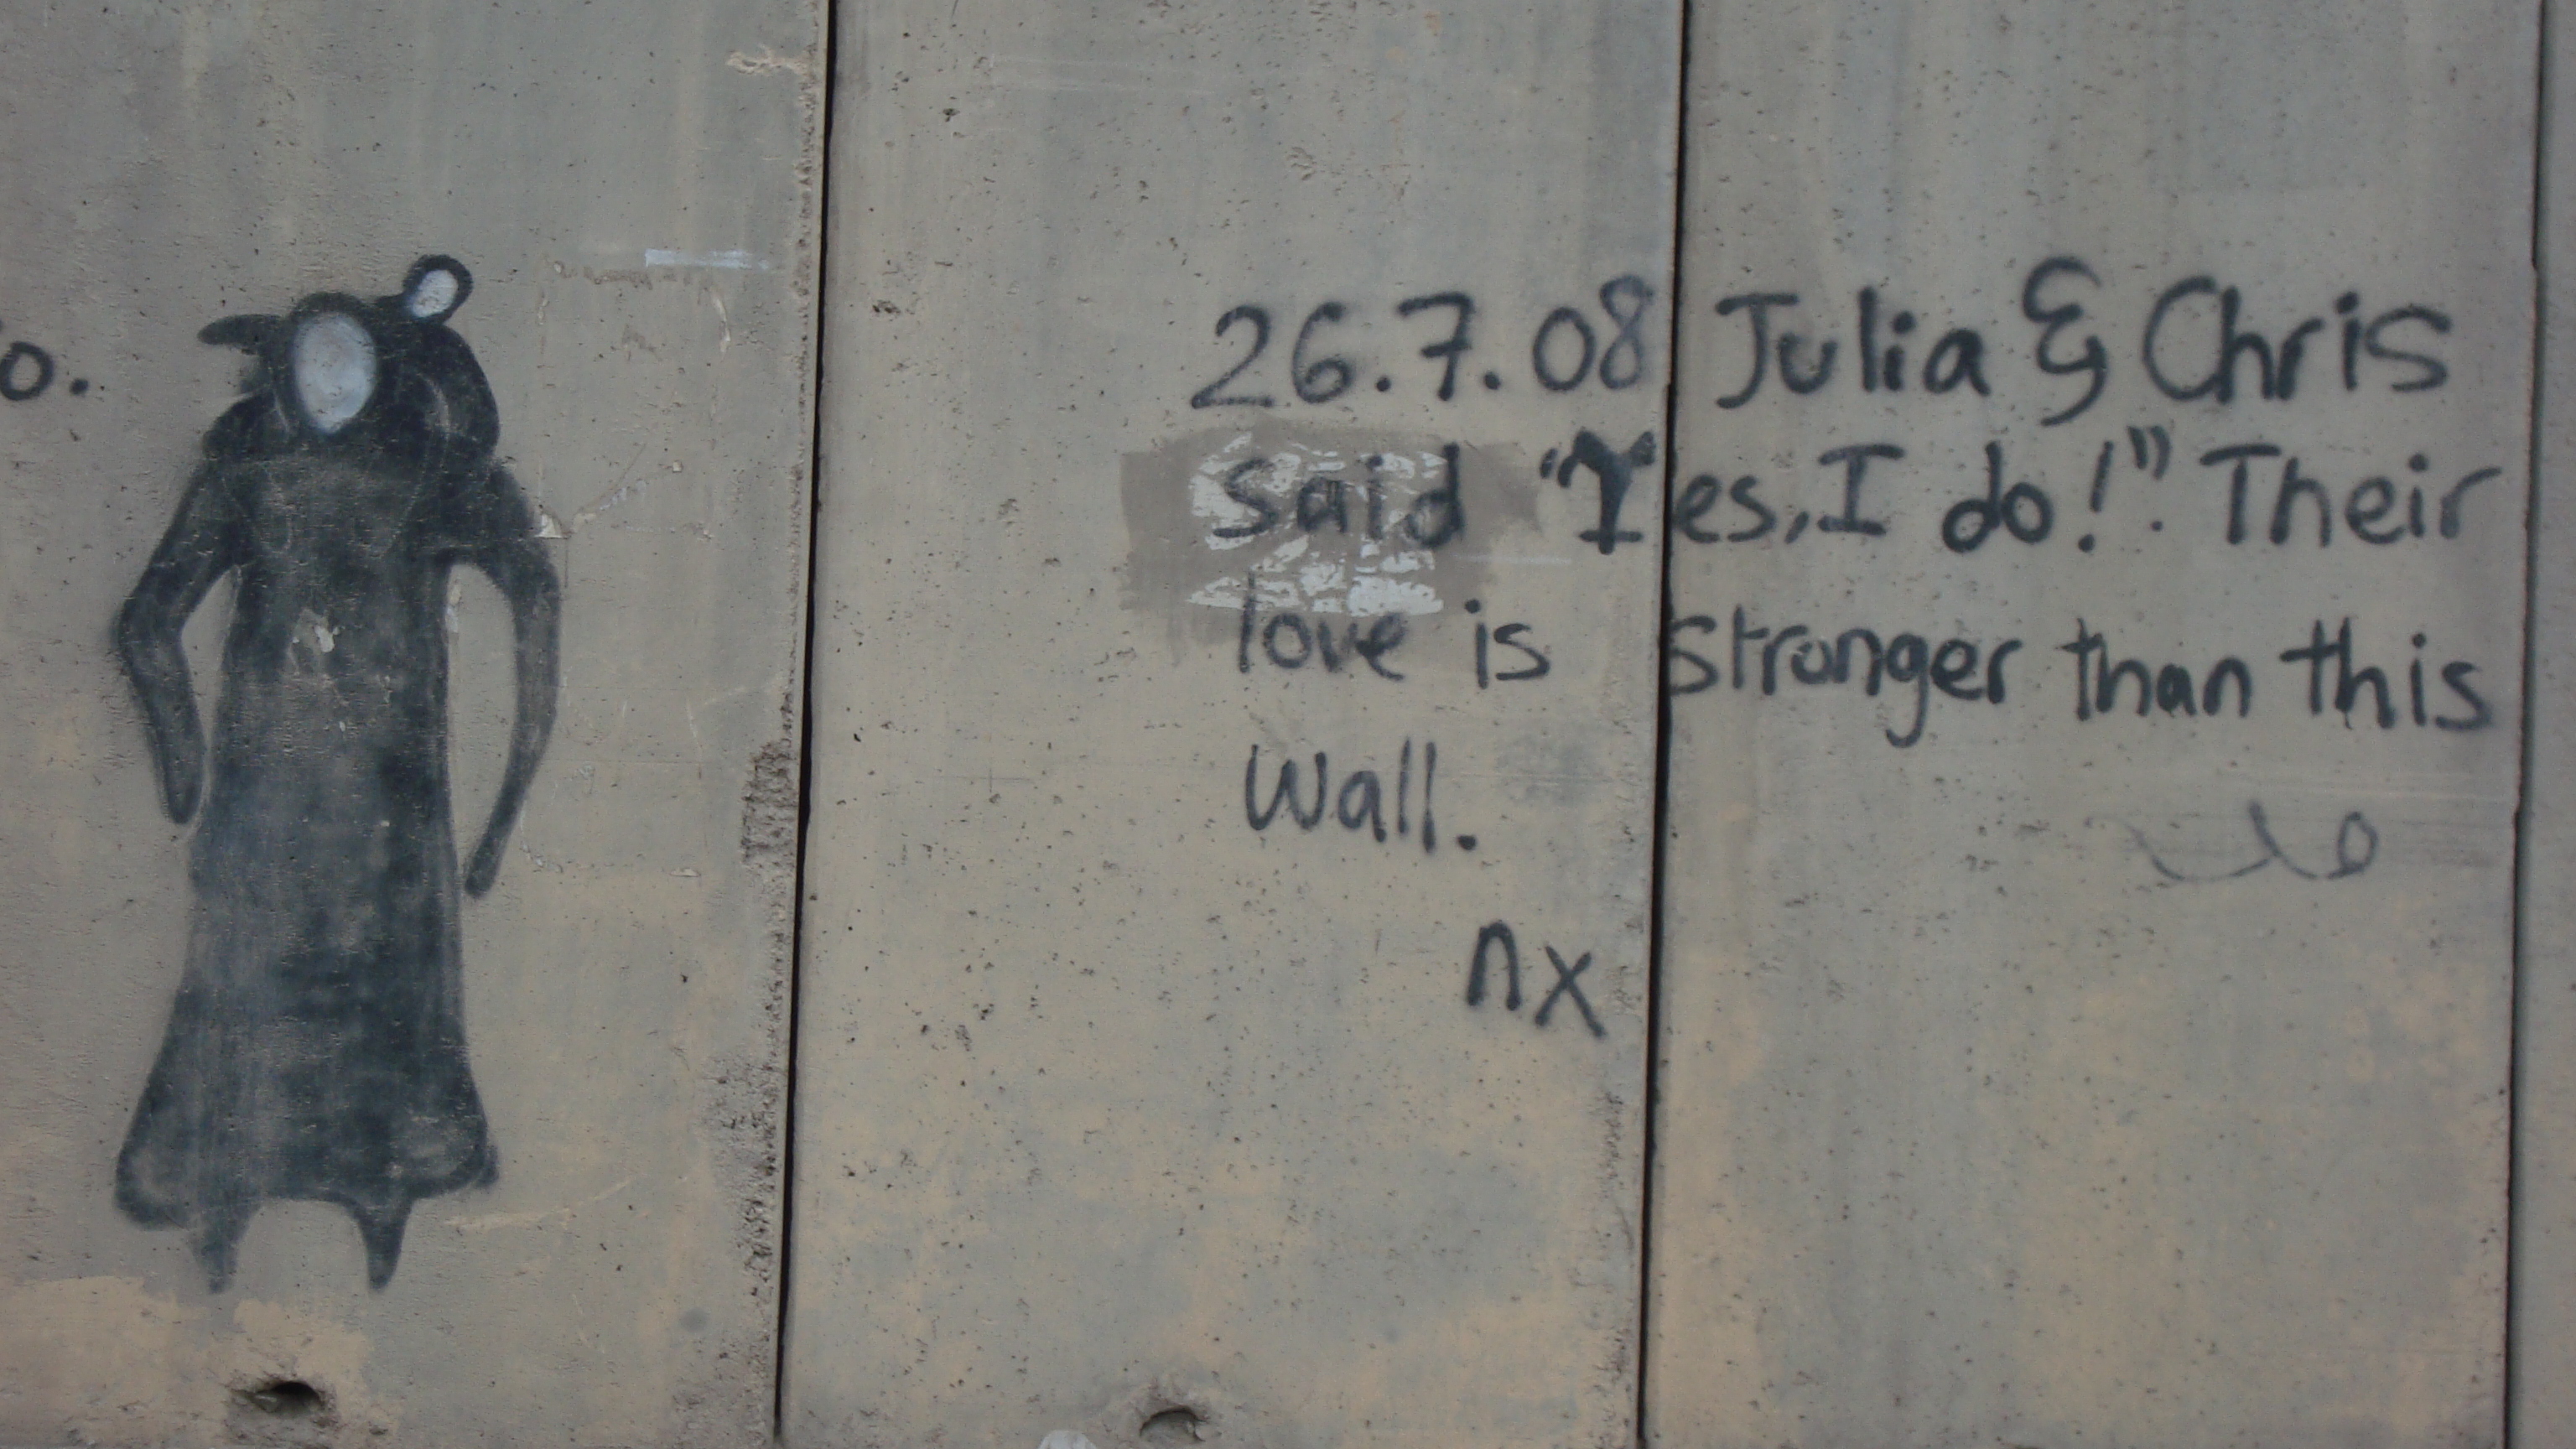 o.
26.7.08 Julia & Chris
said "Yes, I do!". Their
love is stronger than this
wall.
nx